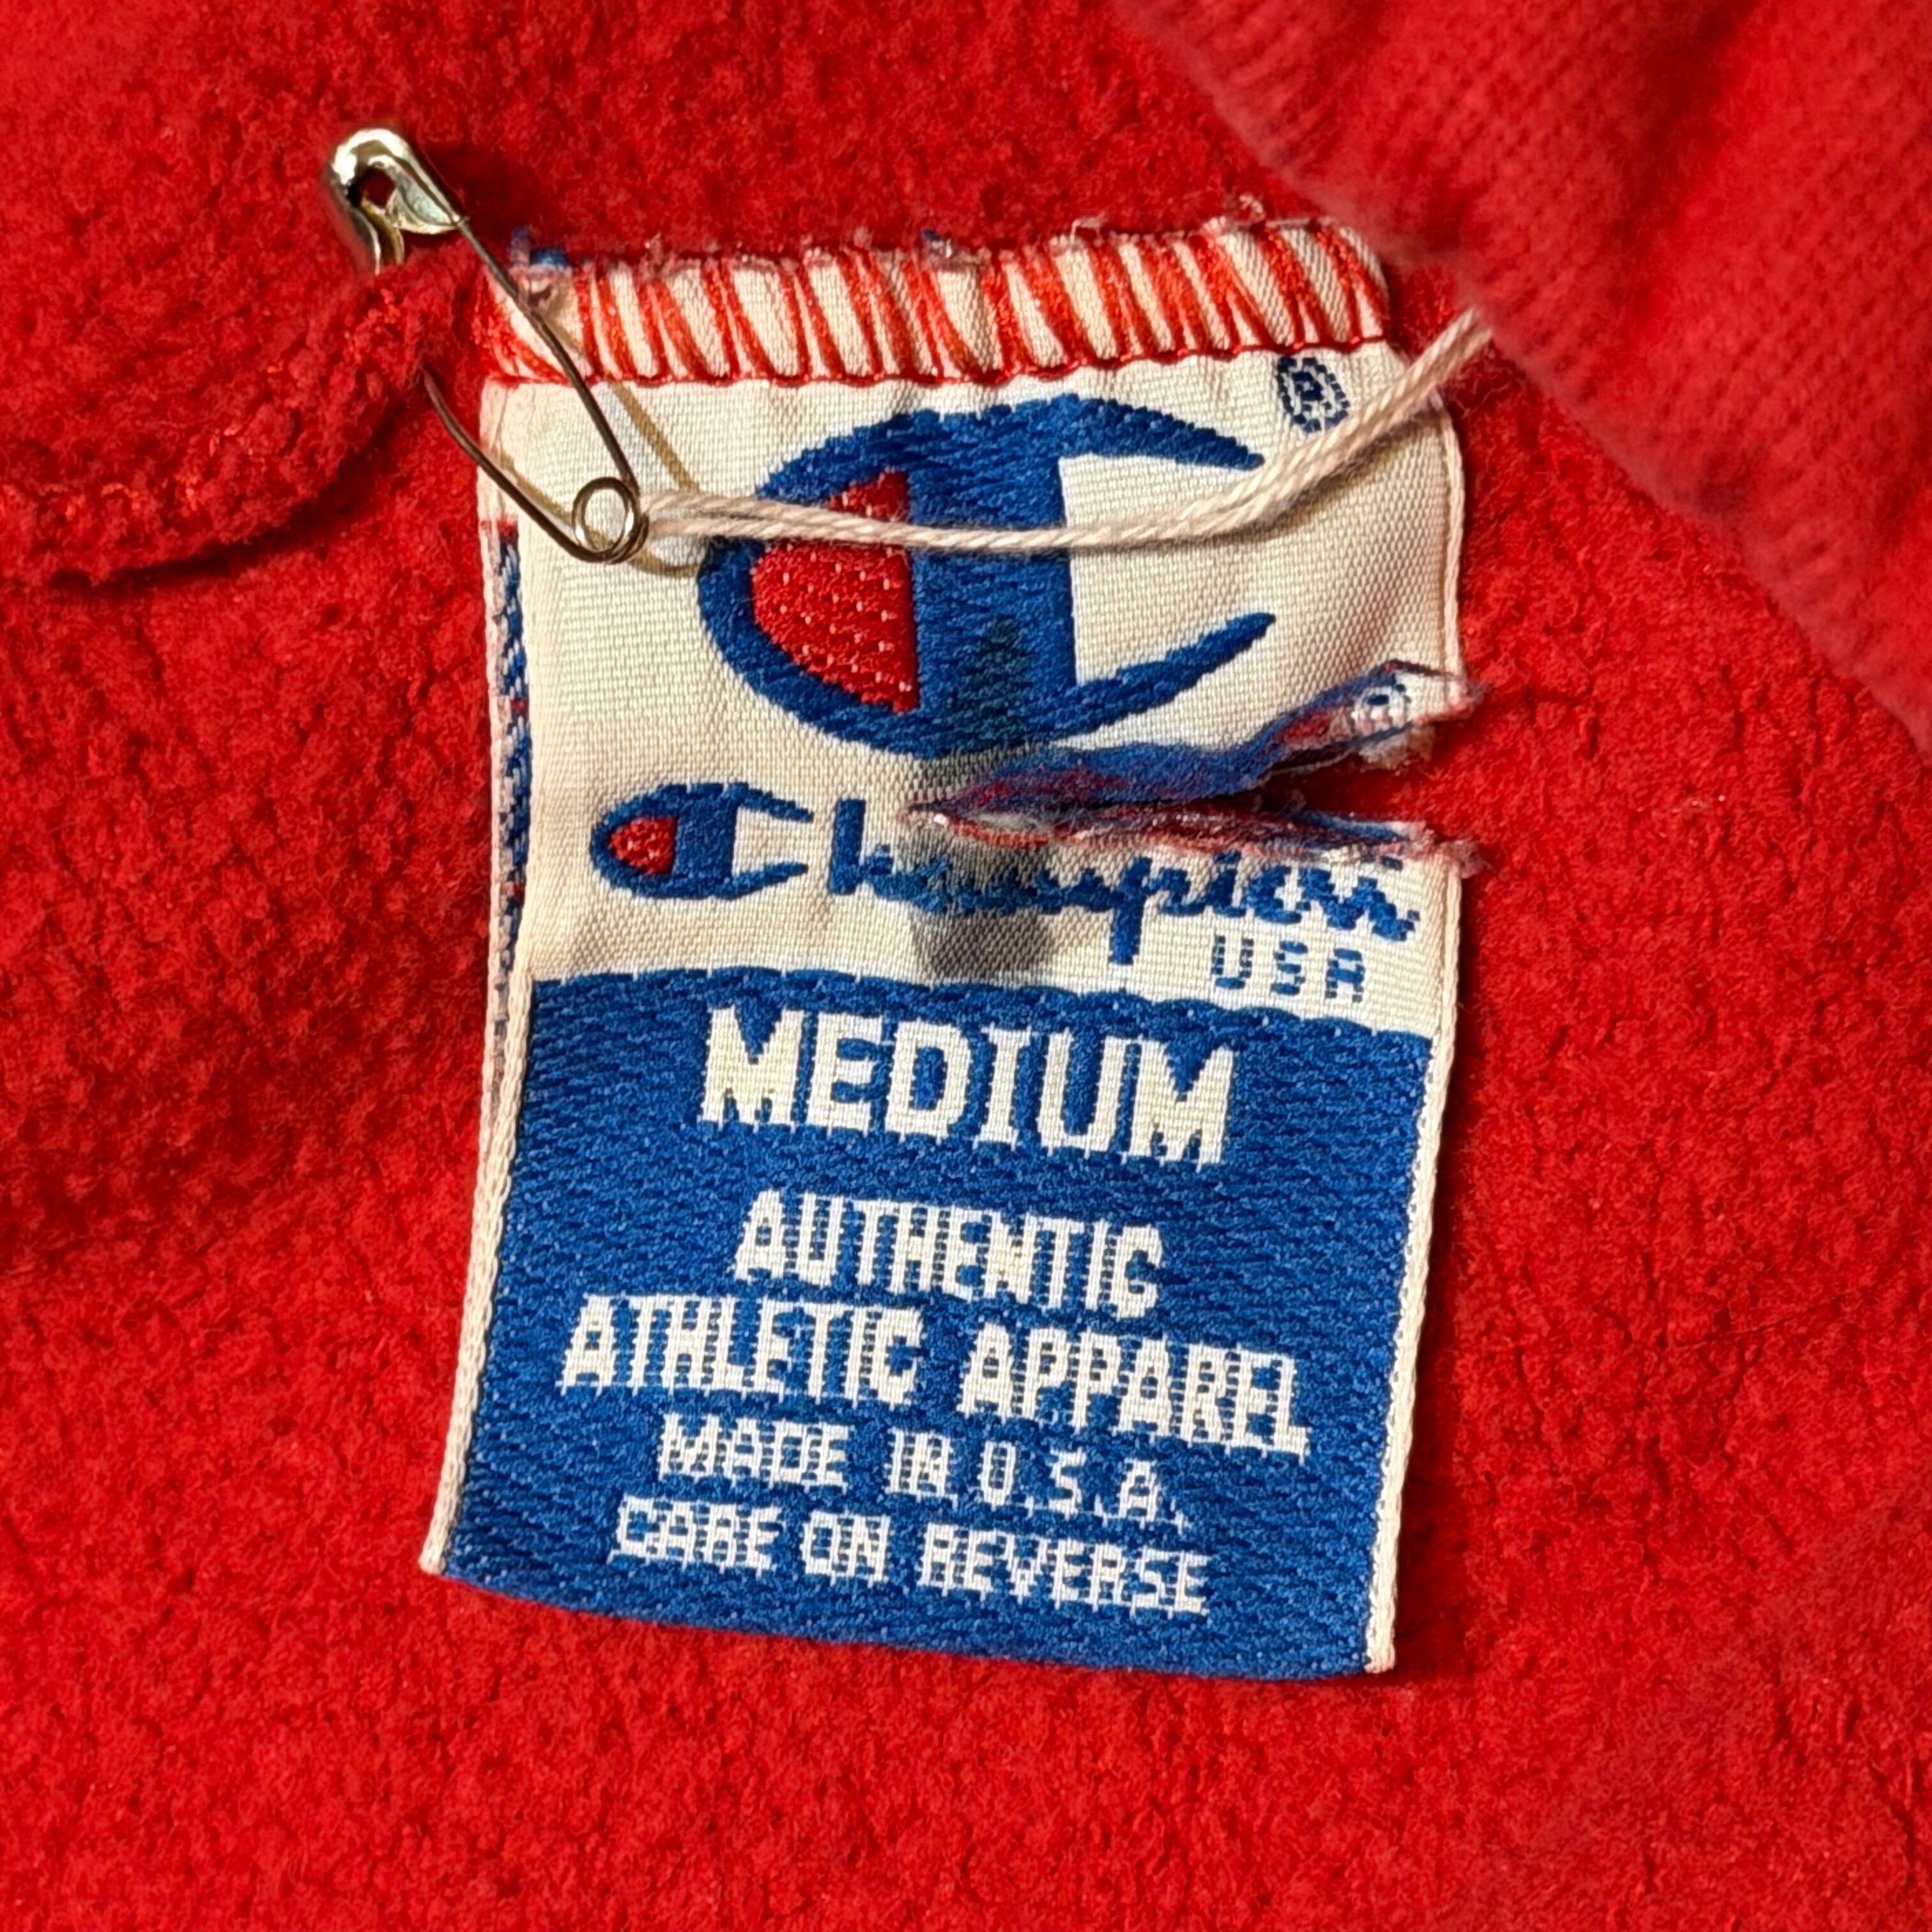 ®
Champion
USA
MEDIUM
AUTHENTIC
ATHLETIC APPAREL
MADE IN U.S.A.
CARE ON REVERSE